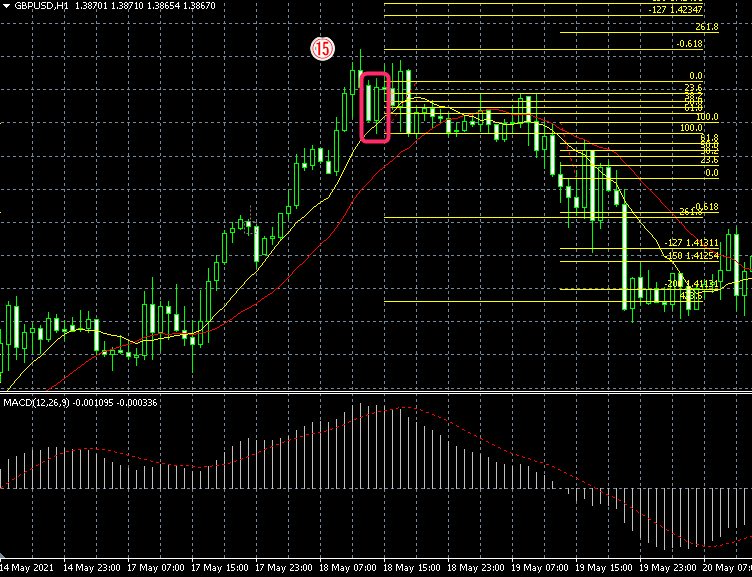 GBPUSD,H1 1.38701 1.38710 1.38654 1.38670
-127 1.42347
261.8
-0.618
15
0.0
23.6
100.0
100.0
61.8
23.6
0.0
-0.618
261.8
-127 1.41311
-150 1.41254
MACD(12,26,9) -0.001095 -0.000336
14 May 2021
14 May 23:00
17 May 07:00
17 May 15:00
17 May 23:00
18 May 07:00
18 May 15:00
18 May 23:00
19 May 07:00
19 May 15:00
19 May 23:00
20 May 07: